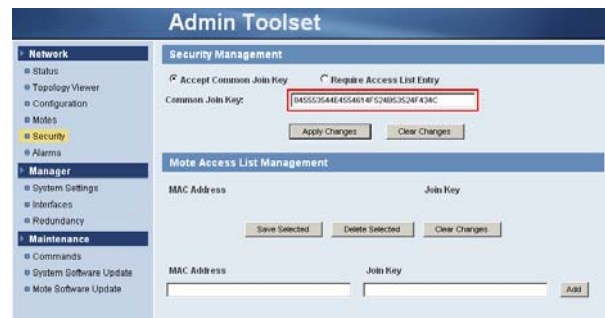 Admin Toolset
Network
Status
Topology Viewer
Configuration
Motes
Security
Alarms
Manager
System Settings
Interfaces
Redundancy
Maintenance
Commands
System Software Update
Mote Software Update
Security Management
Accept Common Join Key Require Access List Entry
Common Join Key:
Apply Changes Clear Changes
Mote Access List Management
MAC Address Join Key
Save Selected Delete Selected Clear Changes
MAC Address Join Key
Add